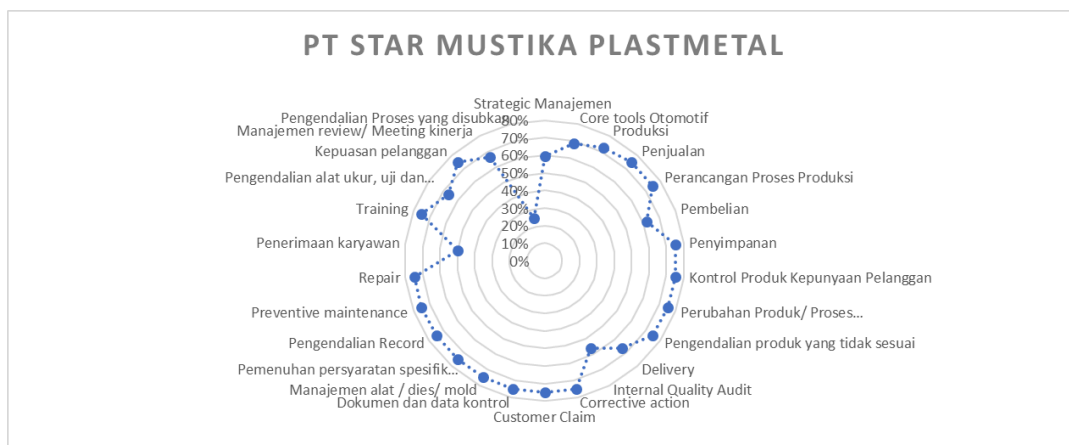 PT STAR MUSTIKA PLASTMETAL
Strategic Manajemen
Core tools Otomotif
Produksi
Penjualan
Perancangan Proses Produksi
Pembelian
Penyimpanan
Kontrol Produk Kepunyaan Pelanggan
Perubahan Produk/ Proses...
Pengendalian produk yang tidak sesuai
Delivery
Internal Quality Audit
Corrective action
Customer Claim
Dokumen dan data kontrol
Manajemen alat / dies/ mold
Pemenuhan persyaratan spesifik...
Pengendalian Record
Preventive maintenance
Repair
Penerimaan karyawan
Training
Pengendalian alat ukur, uji dan...
Kepuasan pelanggan
Manajemen review/ Meeting kinerja
Pengendalian Proses yang disubkan
80%
70%
60%
50%
40%
30%
20%
10%
0%